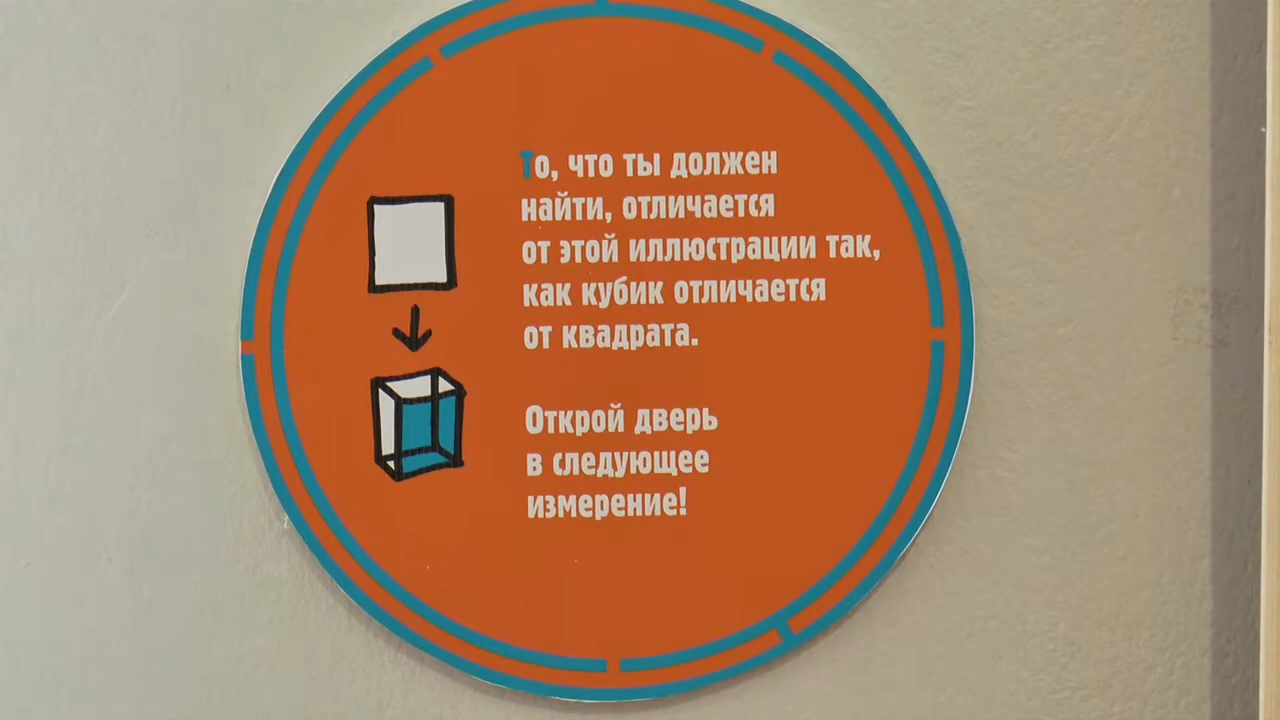 То, что ты должен
найти, отличается
от этой иллюстрации так,
как кубик отличается
от квадрата.
Открой дверь
в следующее
измерение!